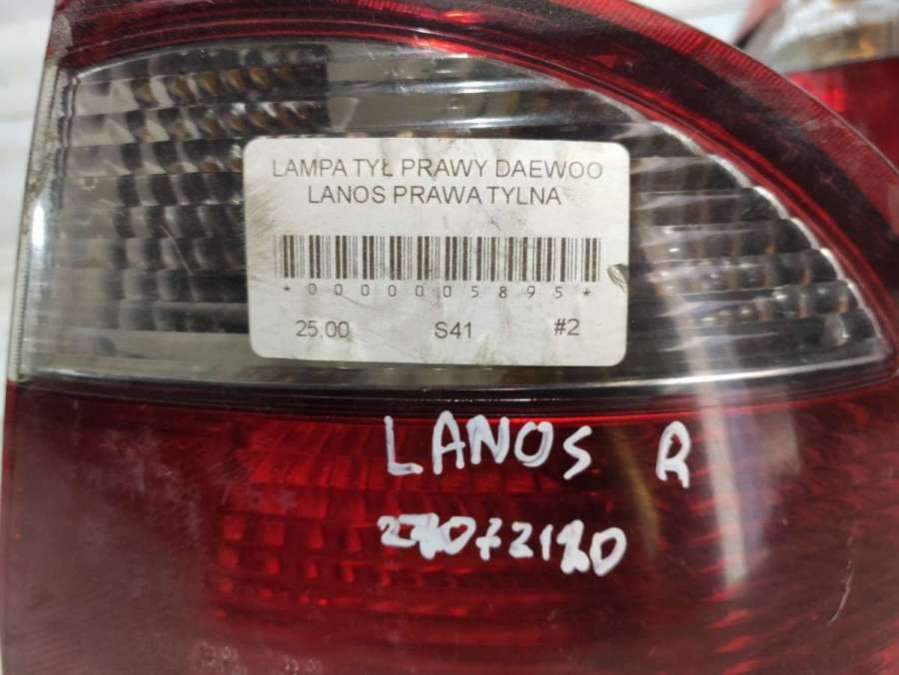 LAMPA TYŁ PRAWY DAEWOO
LANOS PRAWA TYLNA
*0000005895*
25.00 S41 #2
LANOS R